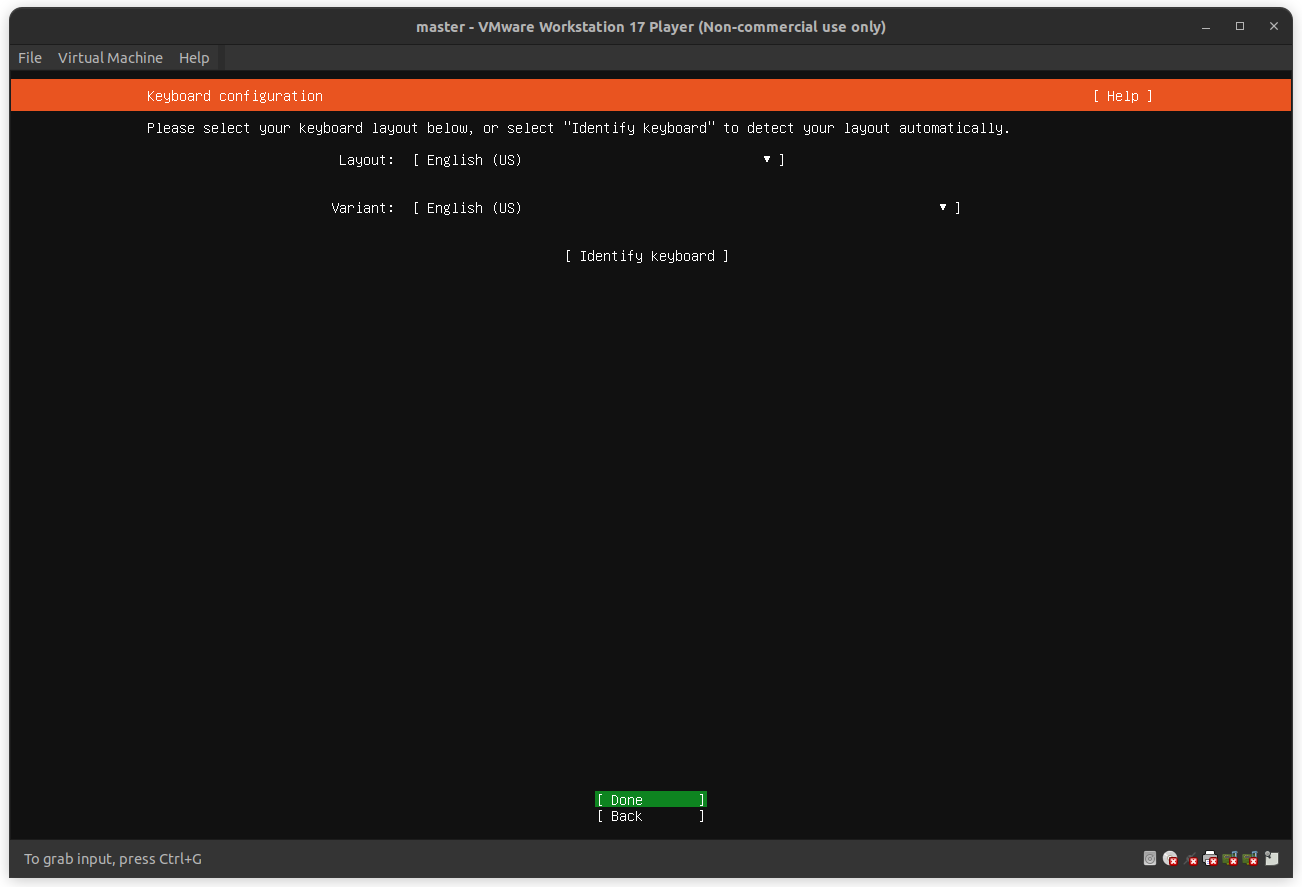 master - VMware Workstation 17 Player (Non-commercial use only)
File Virtual Machine Help
Keyboard configuration [ Help ]
Please select your keyboard layout below, or select "Identify keyboard" to detect your layout automatically.
Layout: [ English (US) ▾ ]
Variant: [ English (US) ▾ ]
[ Identify keyboard ]
[ Done ]
[ Back ]
To grab input, press Ctrl+G